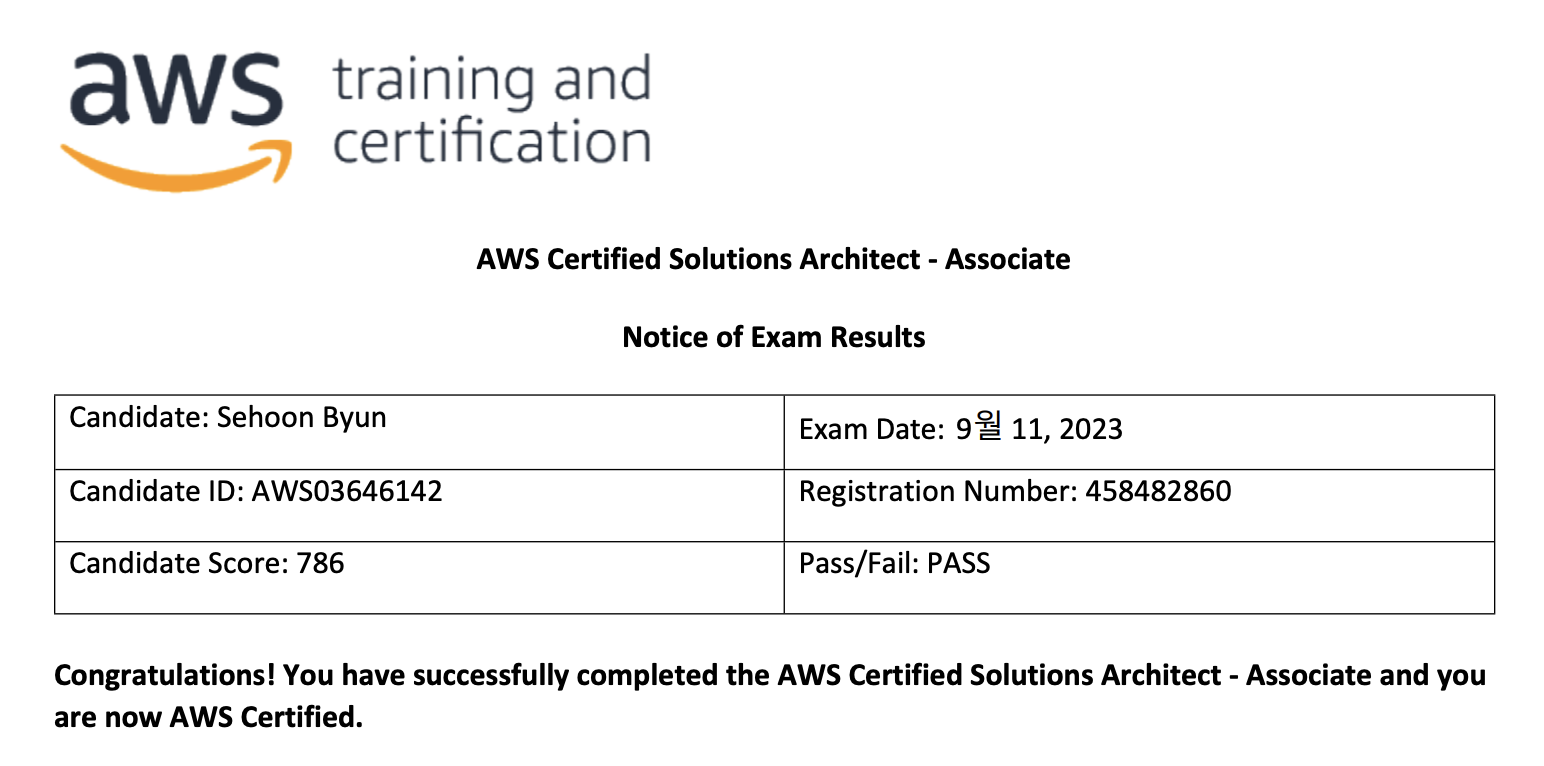 aws training and
certification
AWS Certified Solutions Architect - Associate
Notice of Exam Results
Candidate: Sehoon Byun
Exam Date: 9월 11, 2023
Candidate ID: AWS03646142
Registration Number: 458482860
Candidate Score: 786
Pass/Fail: PASS
Congratulations! You have successfully completed the AWS Certified Solutions Architect - Associate and you
are now AWS Certified.